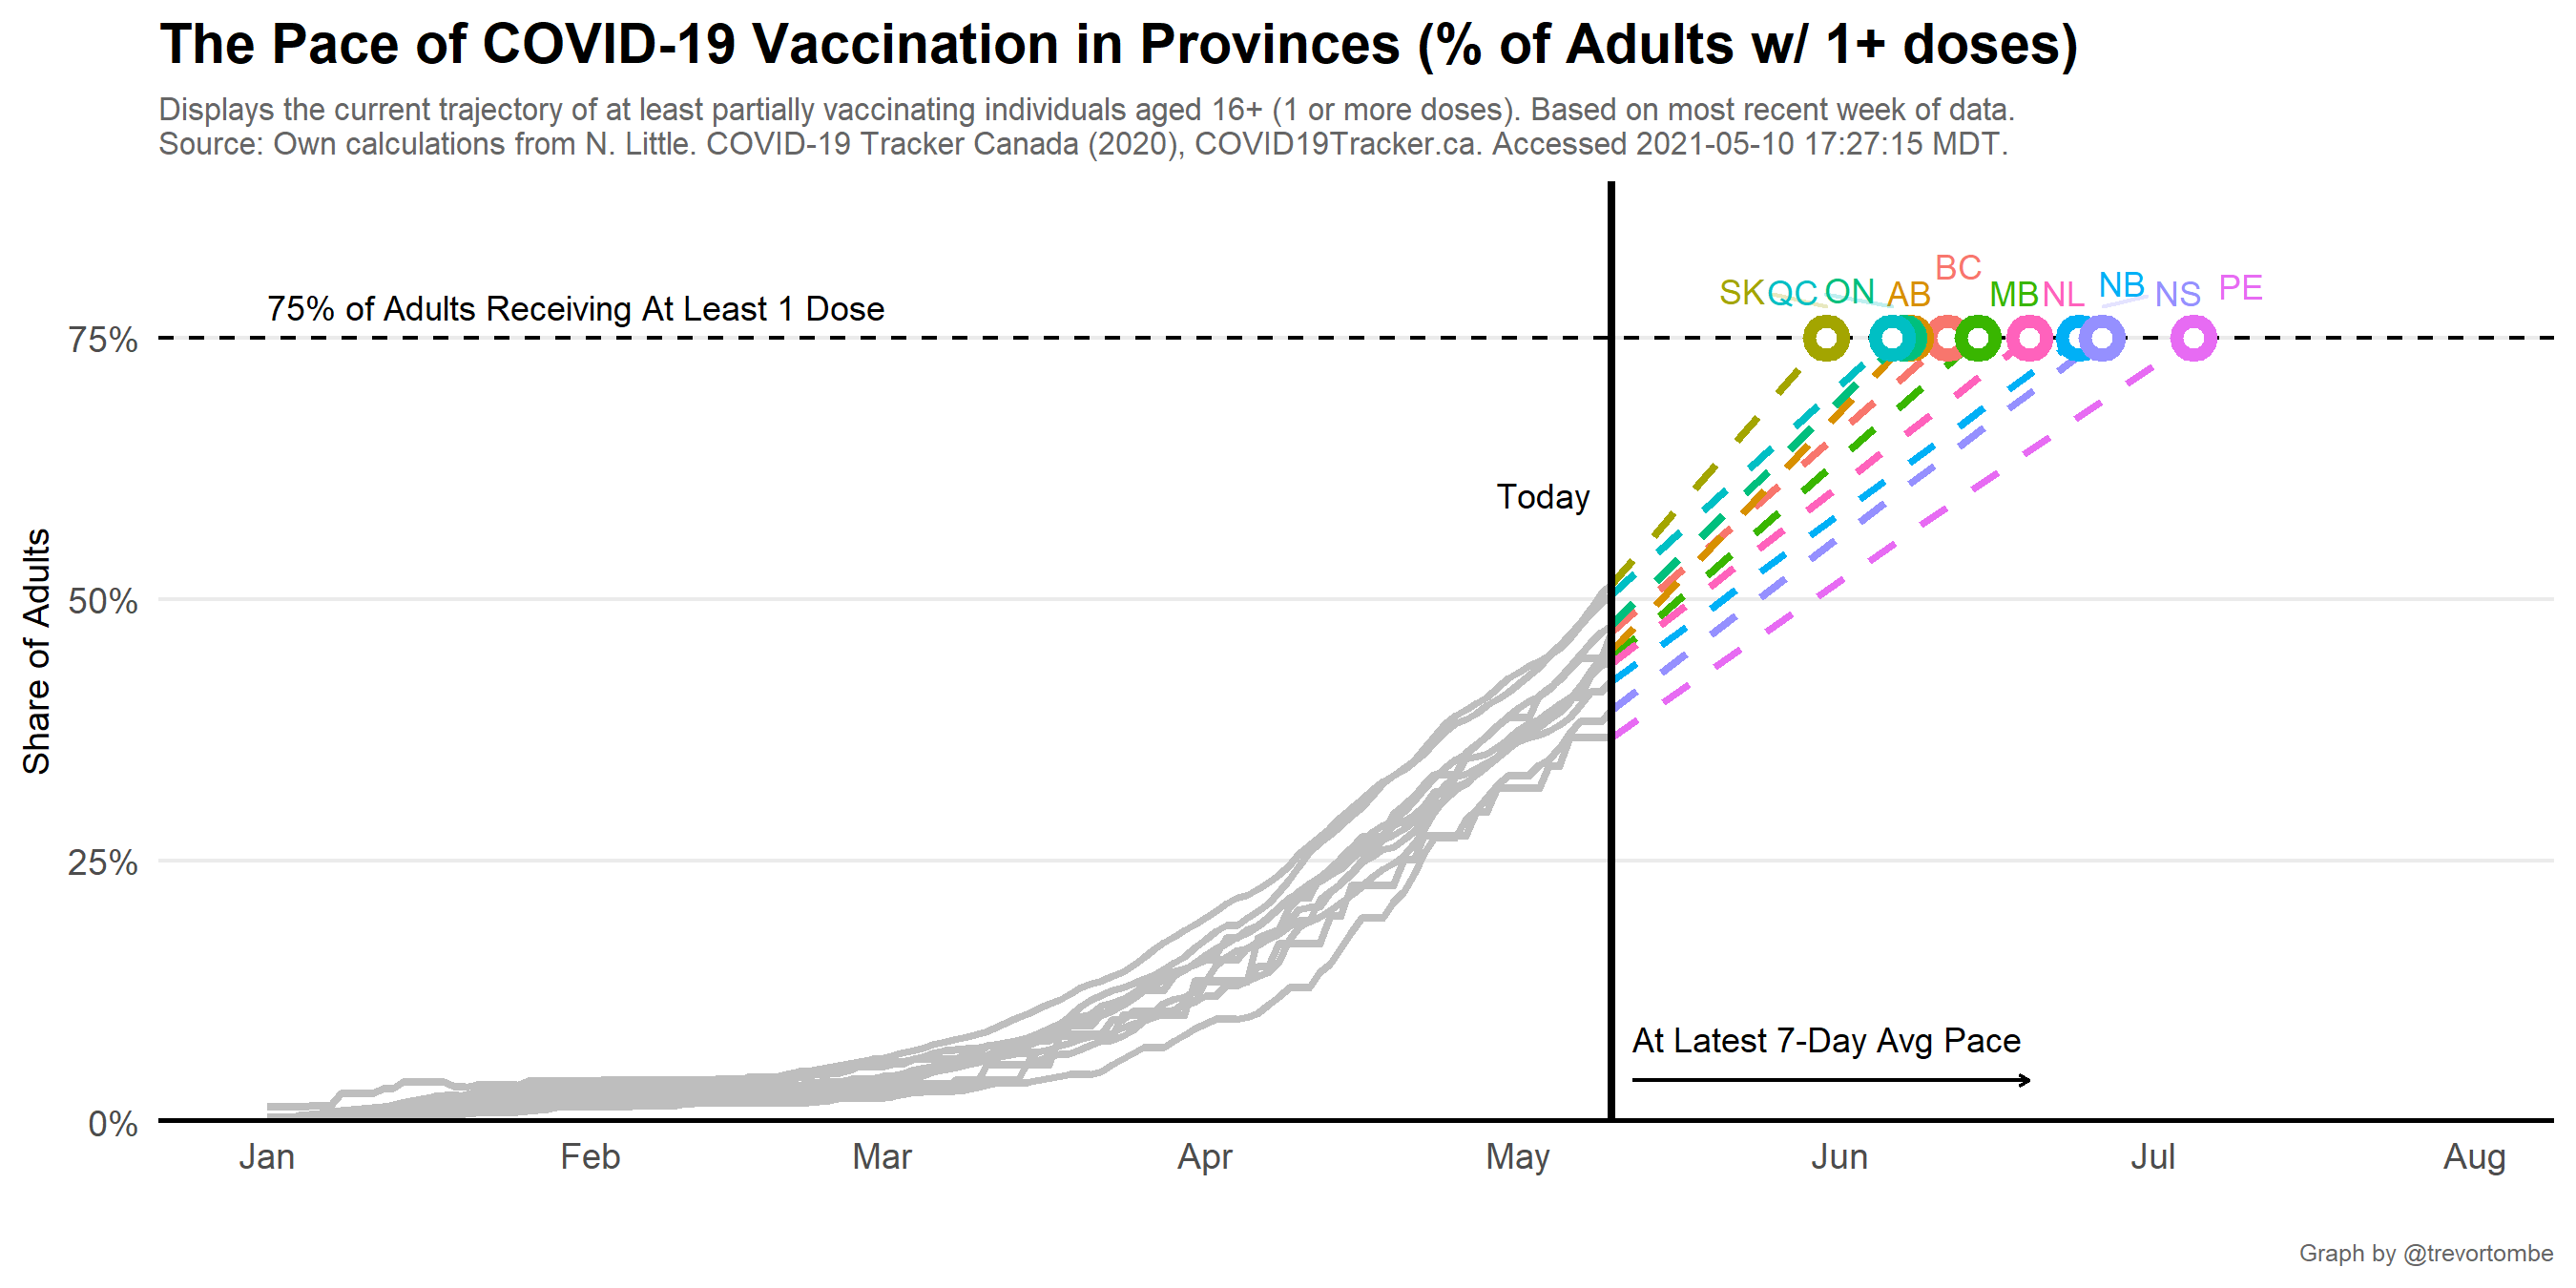 The Pace of COVID-19 Vaccination in Provinces (% of Adults w/ 1+ doses)
Displays the current trajectory of at least partially vaccinating individuals aged 16+ (1 or more doses). Based on most recent week of data.
Source: Own calculations from N. Little. COVID-19 Tracker Canada (2020), COVID19Tracker.ca. Accessed 2021-05-10 17:27:15 MDT.
BC
SK QC ON AB MB NL NB NS PE
75% of Adults Receiving At Least 1 Dose
75%
Today
50%
Share of Adults
25%
At Latest 7-Day Avg Pace
0%
Jan Feb Mar Apr May Jun Jul Aug
Graph by @trevortombe